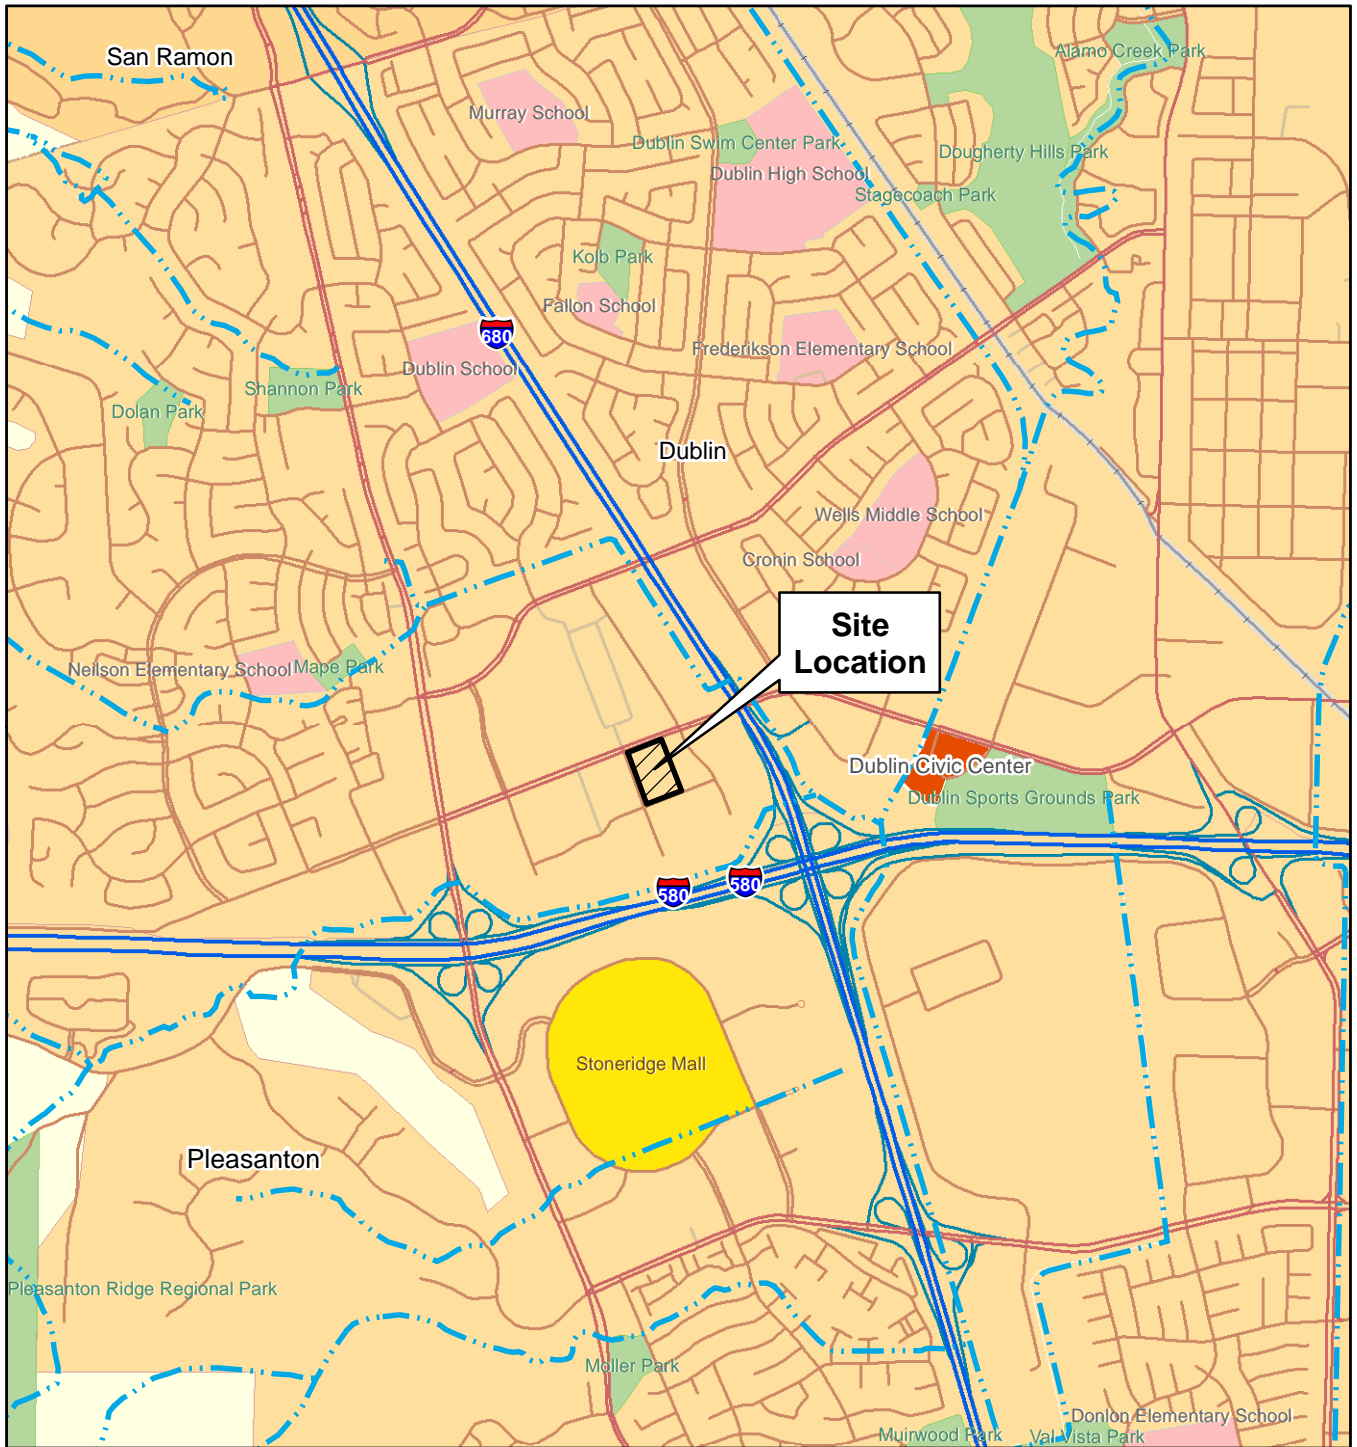 San Ramon
Alamo Creek Park
Murray School
Dublin Swim Center Park
Dougherty Hills Park
Dublin High School
Stagecoach Park
Kolb Park
Fallon School
680
Frederikson Elementary School
Dublin School
Shannon Park
Dolan Park
Dublin
Wells Middle School
Cronin School
Site
Location
Neilson Elementary School
Mape Park
Dublin Civic Center
Dublin Sports Grounds Park
580
580
Stoneridge Mall
Pleasanton
Pleasanton Ridge Regional Park
Moller Park
Donlon Elementary School
Muirwood Park
Val Vista Park